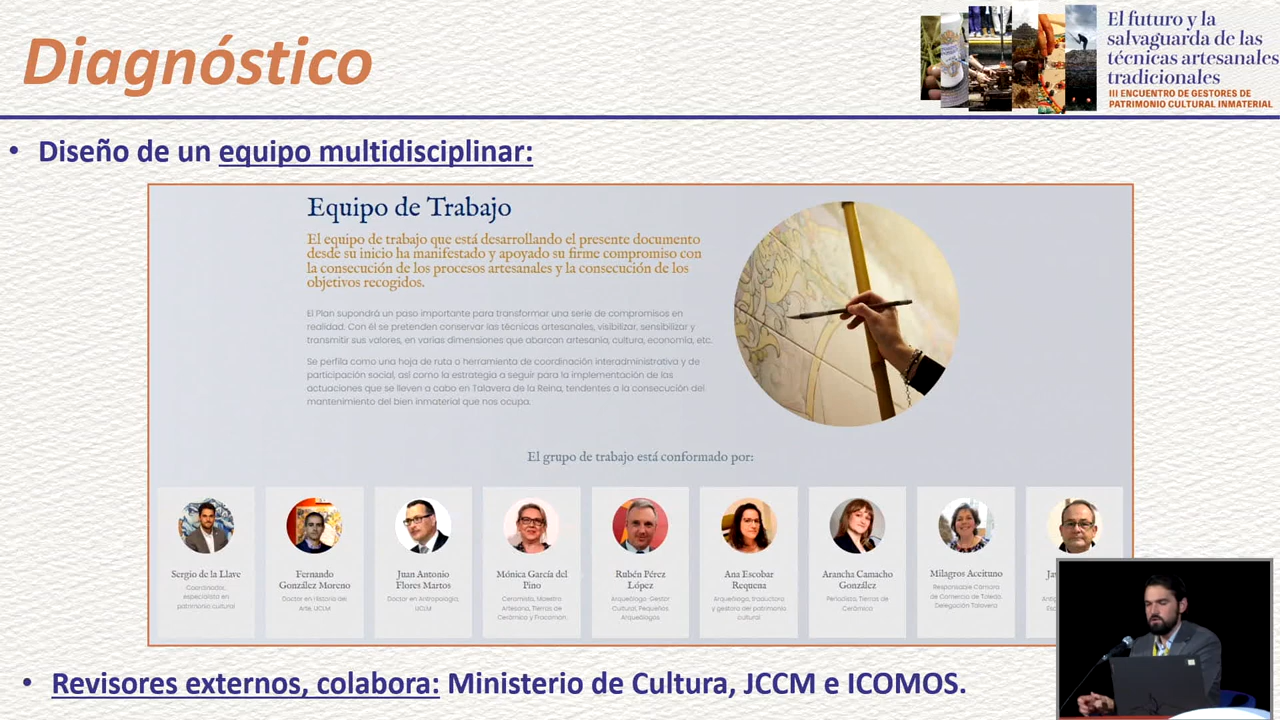 Diagnóstico
El futuro y la
salvaguarda de las
técnicas artesanales
tradicionales
III ENCUENTRO DE GESTORES DE
PATRIMONIO CULTURAL INMATERIAL
• Diseño de un equipo multidisciplinar:
Equipo de Trabajo
El equipo de trabajo que está desarrollando el presente documento
desde su inicio ha manifestado y apoyado su firme compromiso con
la consecución de los procesos artesanales y la consecución de los
objetivos recogidos.
El Plan supondrá un paso importante para transformar una serie de compromisos en
realidad. Con él se pretenden conservar las técnicas artesanales, visibilizar, sensibilizar y
transmitir sus valores, en varias dimensiones que abarcan artesanía, cultura, economía, etc.
Se perfila como una hoja de ruta o herramienta de coordinación interadministrativa y de
participación social, así como la estrategia a seguir para la implementación de las
actuaciones que se lleven a cabo en Talavera de la Reina, tendentes a la consecución del
mantenimiento del bien inmaterial que nos ocupa.
El grupo de trabajo está conformado por:
Sergio de la Llave
Coordinador,
especialista en
patrimonio cultural
Fernando
González Moreno
Doctor en Historia del
Arte, UCLM
Juan Antonio
Flores Martos
Doctor en Antropología,
UCLM
Mónica García del
Pino
Ceramista, Maestra
Artesana, Tierras de
Cerámica y Fracaman.
Rubén Pérez
López
Arqueólogo, Gestor
Cultural, Pequeños
Arqueólogos
Ana Escobar
Requena
Arqueóloga, traductora
y gestora del patrimonio
cultural
Arancha Camacho
González
Periodista, Tierras de
Cerámica
Milagros Aceituno
Responsable Cámara
de Comercio de Toledo.
Delegación Talavera
• Revisores externos, colabora: Ministerio de Cultura, JCCM e ICOMOS.